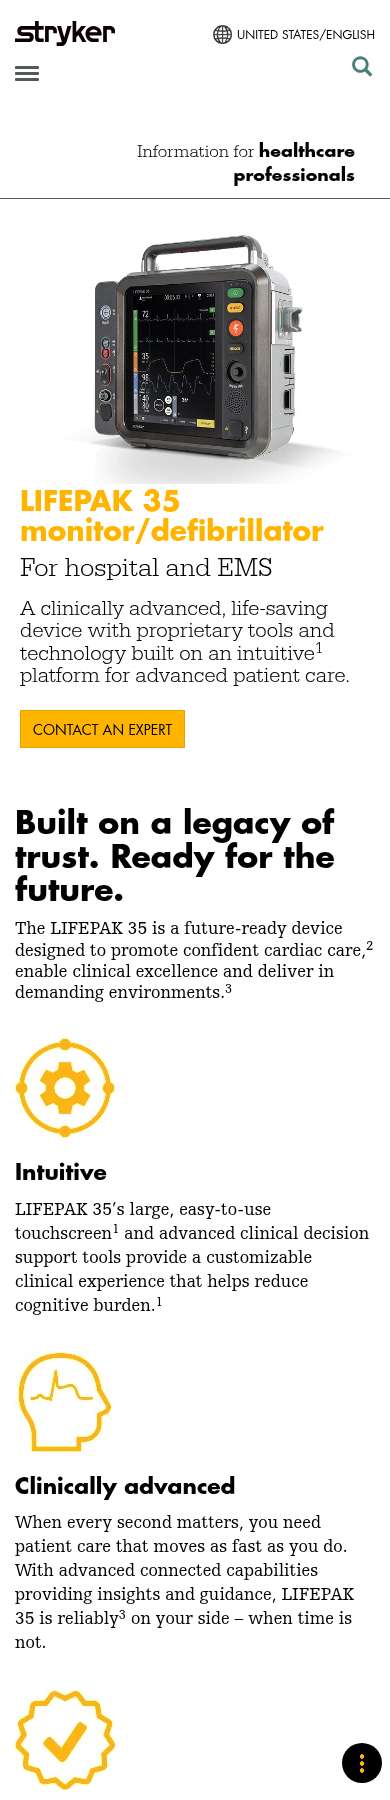 stryker
UNITED STATES/ENGLISH
Information for healthcare
professionals
LIFEPAK 35
monitor/defibrillator
For hospital and EMS
A clinically advanced, life-saving
device with proprietary tools and
technology built on an intuitive¹
platform for advanced patient care.
CONTACT AN EXPERT
Built on a legacy of
trust. Ready for the
future.
The LIFEPAK 35 is a future-ready device
designed to promote confident cardiac care,²
enable clinical excellence and deliver in
demanding environments.³
Intuitive
LIFEPAK 35’s large, easy-to-use
touchscreen¹ and advanced clinical decision
support tools provide a customizable
clinical experience that helps reduce
cognitive burden.¹
Clinically advanced
When every second matters, you need
patient care that moves as fast as you do.
With advanced connected capabilities
providing insights and guidance, LIFEPAK
35 is reliably³ on your side – when time is
not.